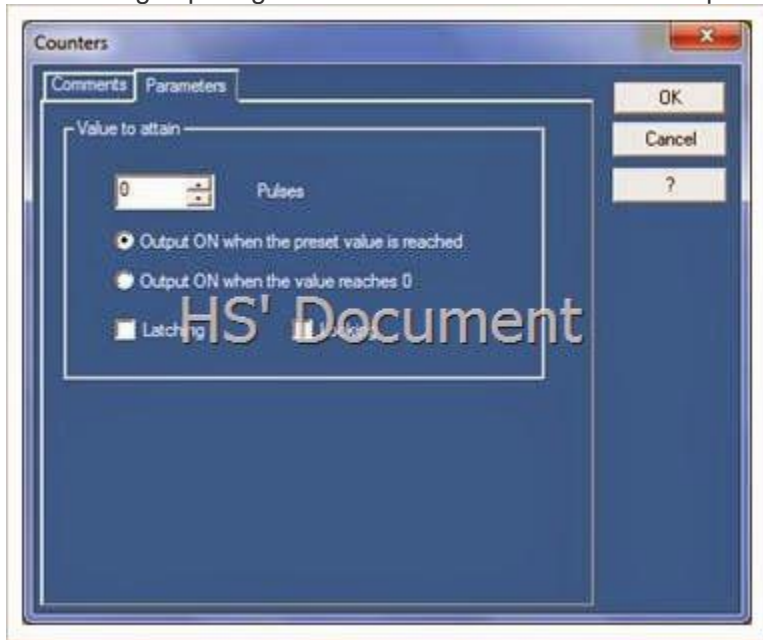 Counters
Comments Parameters
OK
Value to attain
Cancel
0 Pulses
?
Output ON when the preset value is reached
Output ON when the value reaches 0
Latching
HS' Document